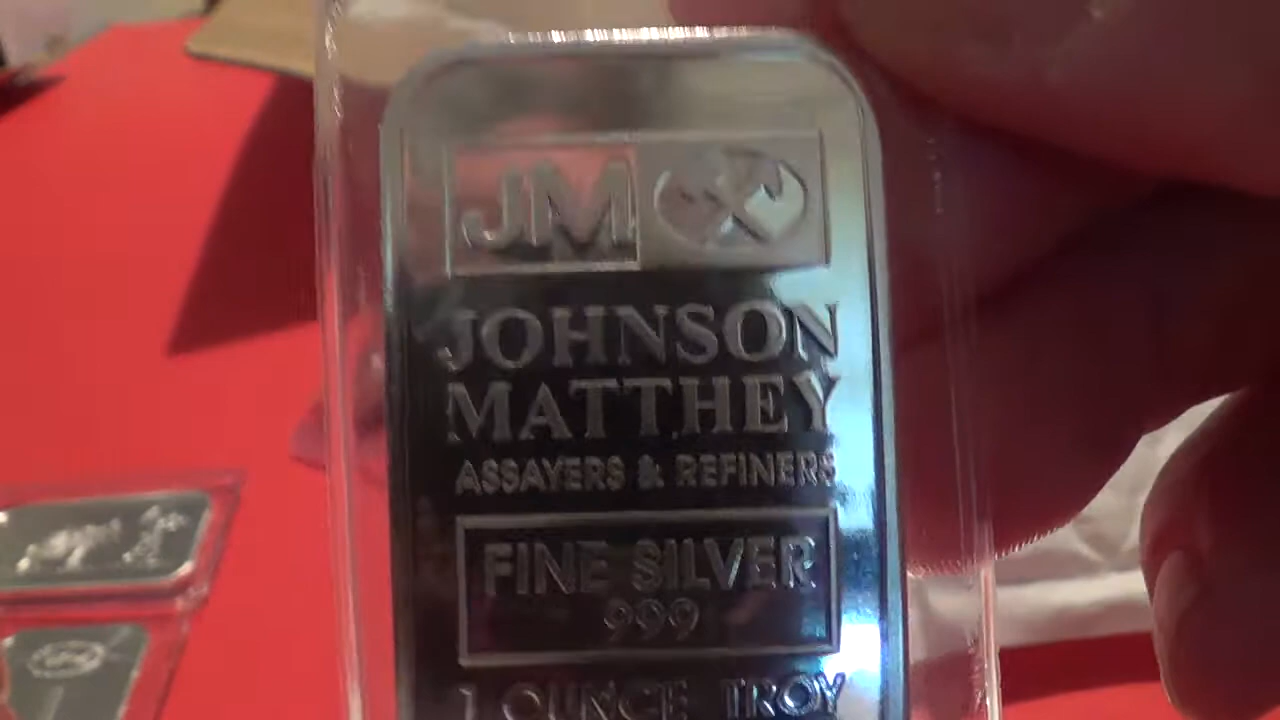 JM
JOHNSON
MATTHEY
ASSAYERS & REFINERS
FINE SILVER
999
1 OUNCE TROY